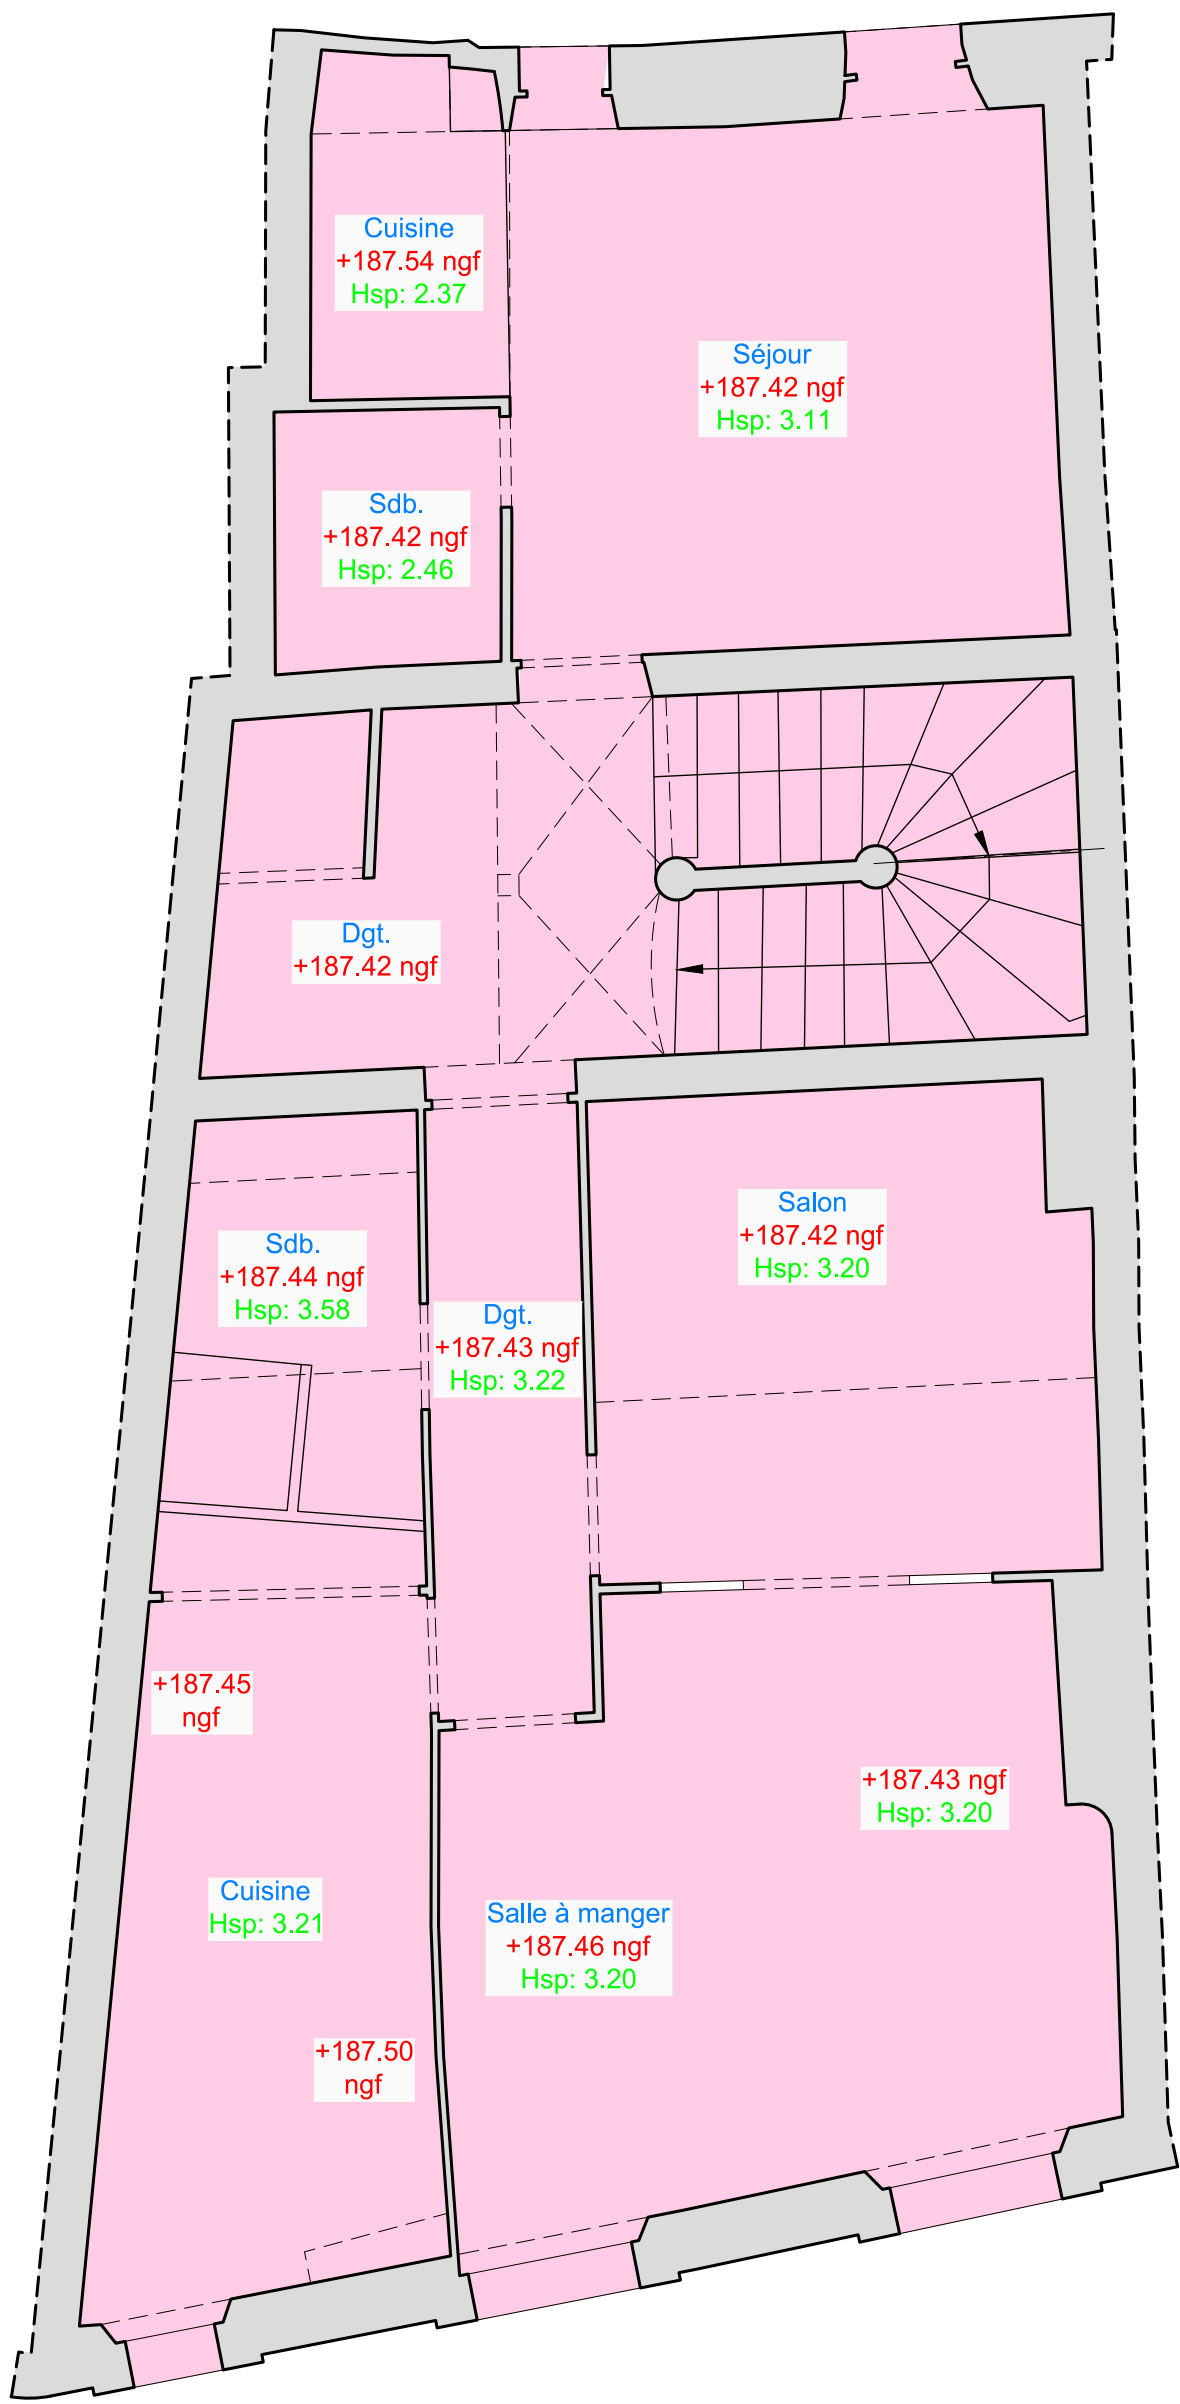 Cuisine
+187.54 ngf
Hsp: 2.37
Séjour
+187.42 ngf
Hsp: 3.11
Sdb.
+187.42 ngf
Hsp: 2.46
Dgt.
+187.42 ngf
Salon
+187.42 ngf
Hsp: 3.20
Sdb.
+187.44 ngf
Hsp: 3.58
Dgt.
+187.43 ngf
Hsp: 3.22
+187.45
ngf
+187.43 ngf
Hsp: 3.20
Cuisine
Hsp: 3.21
Salle à manger
+187.46 ngf
Hsp: 3.20
+187.50
ngf